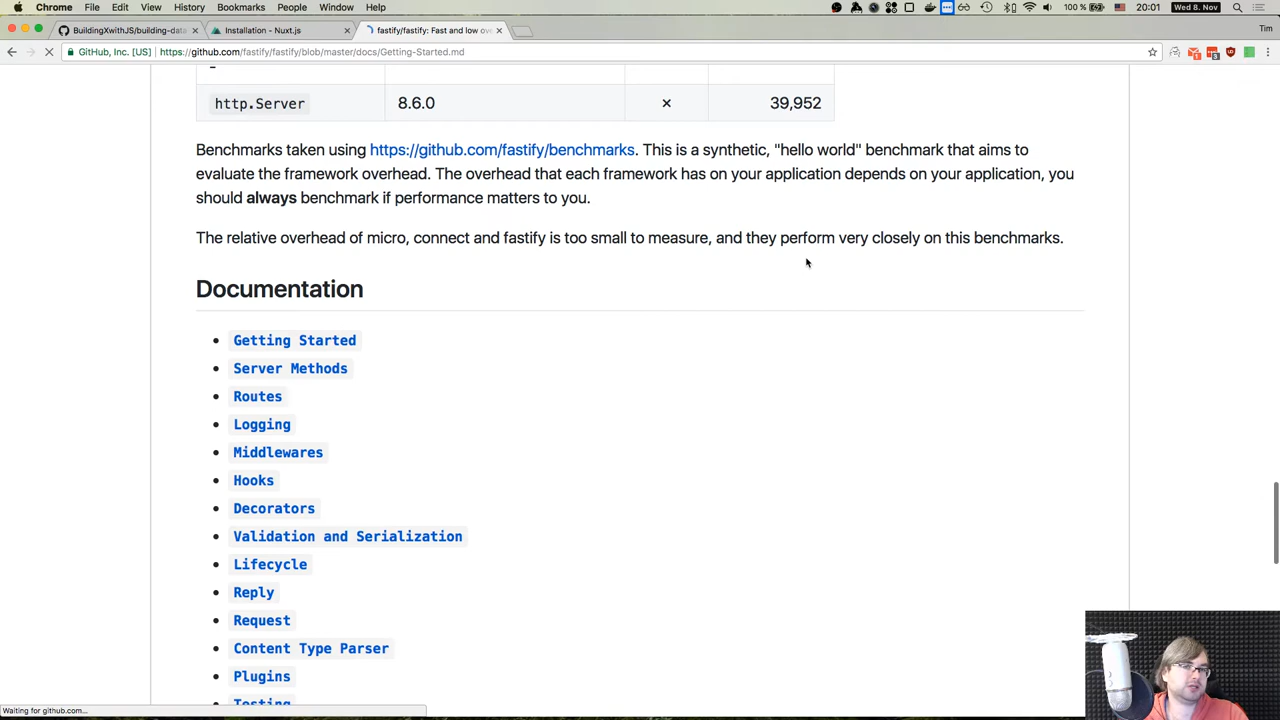 Chrome File Edit View History Bookmarks People Window Help 100 % 20:01 Wed 8. Nov
BuildingXwithJS/building-data Installation - Nuxt.js fastify/fastify: Fast and low ove Tim
GitHub, Inc. [US] https://github.com/fastify/fastify/blob/master/docs/Getting-Started.md
http.Server 8.6.0 × 39,952
Benchmarks taken using https://github.com/fastify/benchmarks. This is a synthetic, "hello world" benchmark that aims to
evaluate the framework overhead. The overhead that each framework has on your application depends on your application, you
should always benchmark if performance matters to you.
The relative overhead of micro, connect and fastify is too small to measure, and they perform very closely on this benchmarks.
Documentation
Getting Started
Server Methods
Routes
Logging
Middlewares
Hooks
Decorators
Validation and Serialization
Lifecycle
Reply
Request
Content Type Parser
Plugins
Testing
Waiting for github.com...